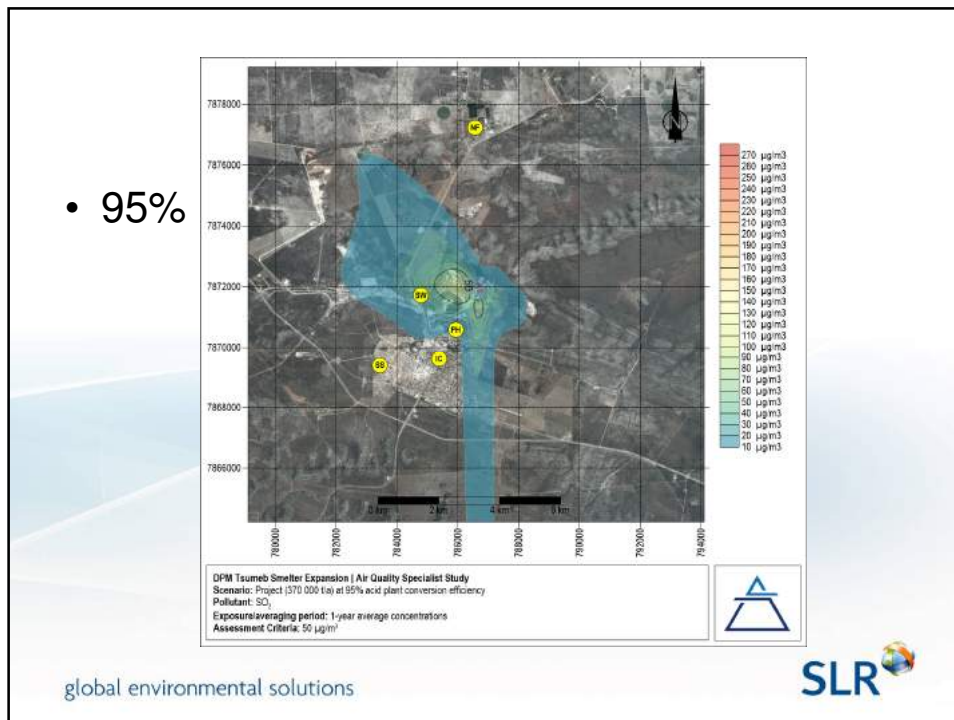 • 95%
7878000
7876000
7874000
7872000
7870000
7868000
7866000
NF
SW
PH
IC
50
N
0 km 2 km 4 km 6 km
780000 782000 784000 786000 788000 790000 792000 794000
270 µg/m3
260 µg/m3
250 µg/m3
240 µg/m3
230 µg/m3
220 µg/m3
210 µg/m3
200 µg/m3
190 µg/m3
180 µg/m3
170 µg/m3
160 µg/m3
150 µg/m3
140 µg/m3
130 µg/m3
120 µg/m3
110 µg/m3
100 µg/m3
90 µg/m3
80 µg/m3
70 µg/m3
60 µg/m3
50 µg/m3
40 µg/m3
30 µg/m3
20 µg/m3
10 µg/m3
DPM Tsumeb Smelter Expansion | Air Quality Specialist Study
Scenario: Project (370 000 t/a) at 95% acid plant conversion efficiency
Pollutant: SO₂
Exposure/averaging period: 1-year average concentrations
Assessment Criteria: 50 µg/m³
global environmental solutions
SLR